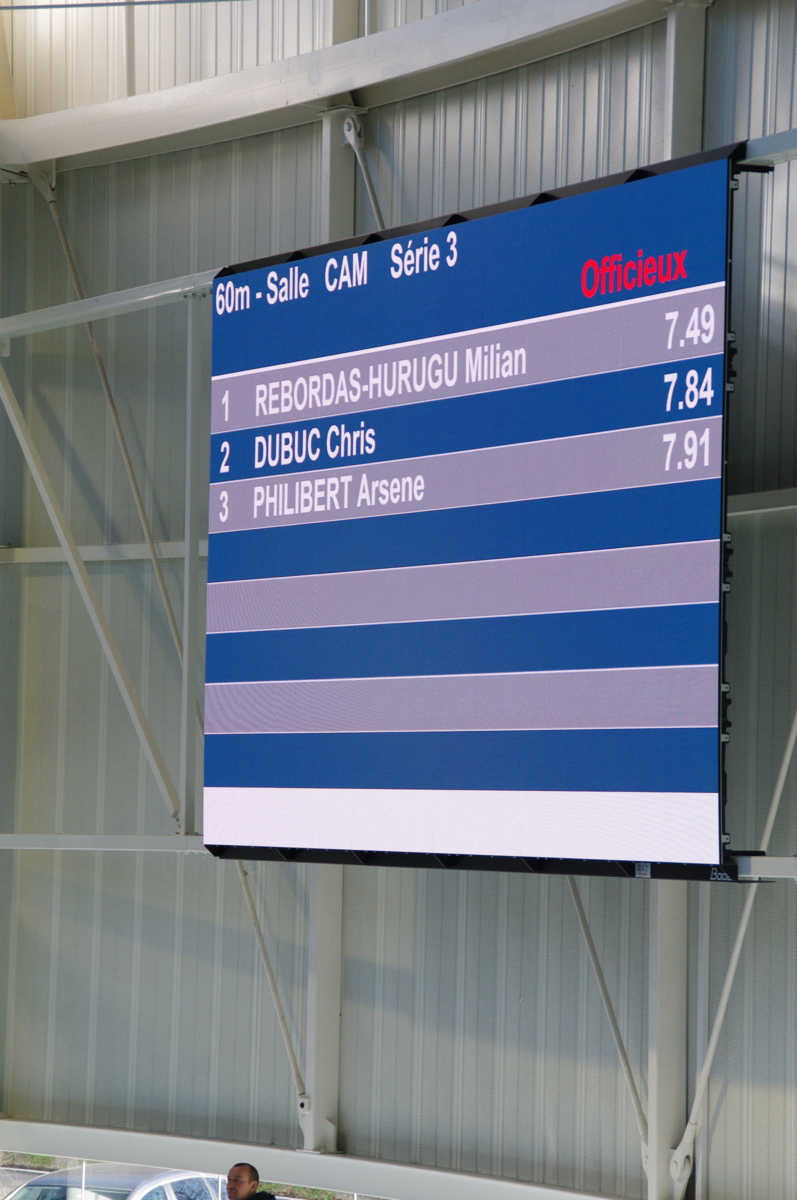 60m - Salle CAM Série 3
Officieux
1 REBORDAS-HURUGU Milian 7.49
2 DUBUC Chris 7.84
3 PHILIBERT Arsene 7.91